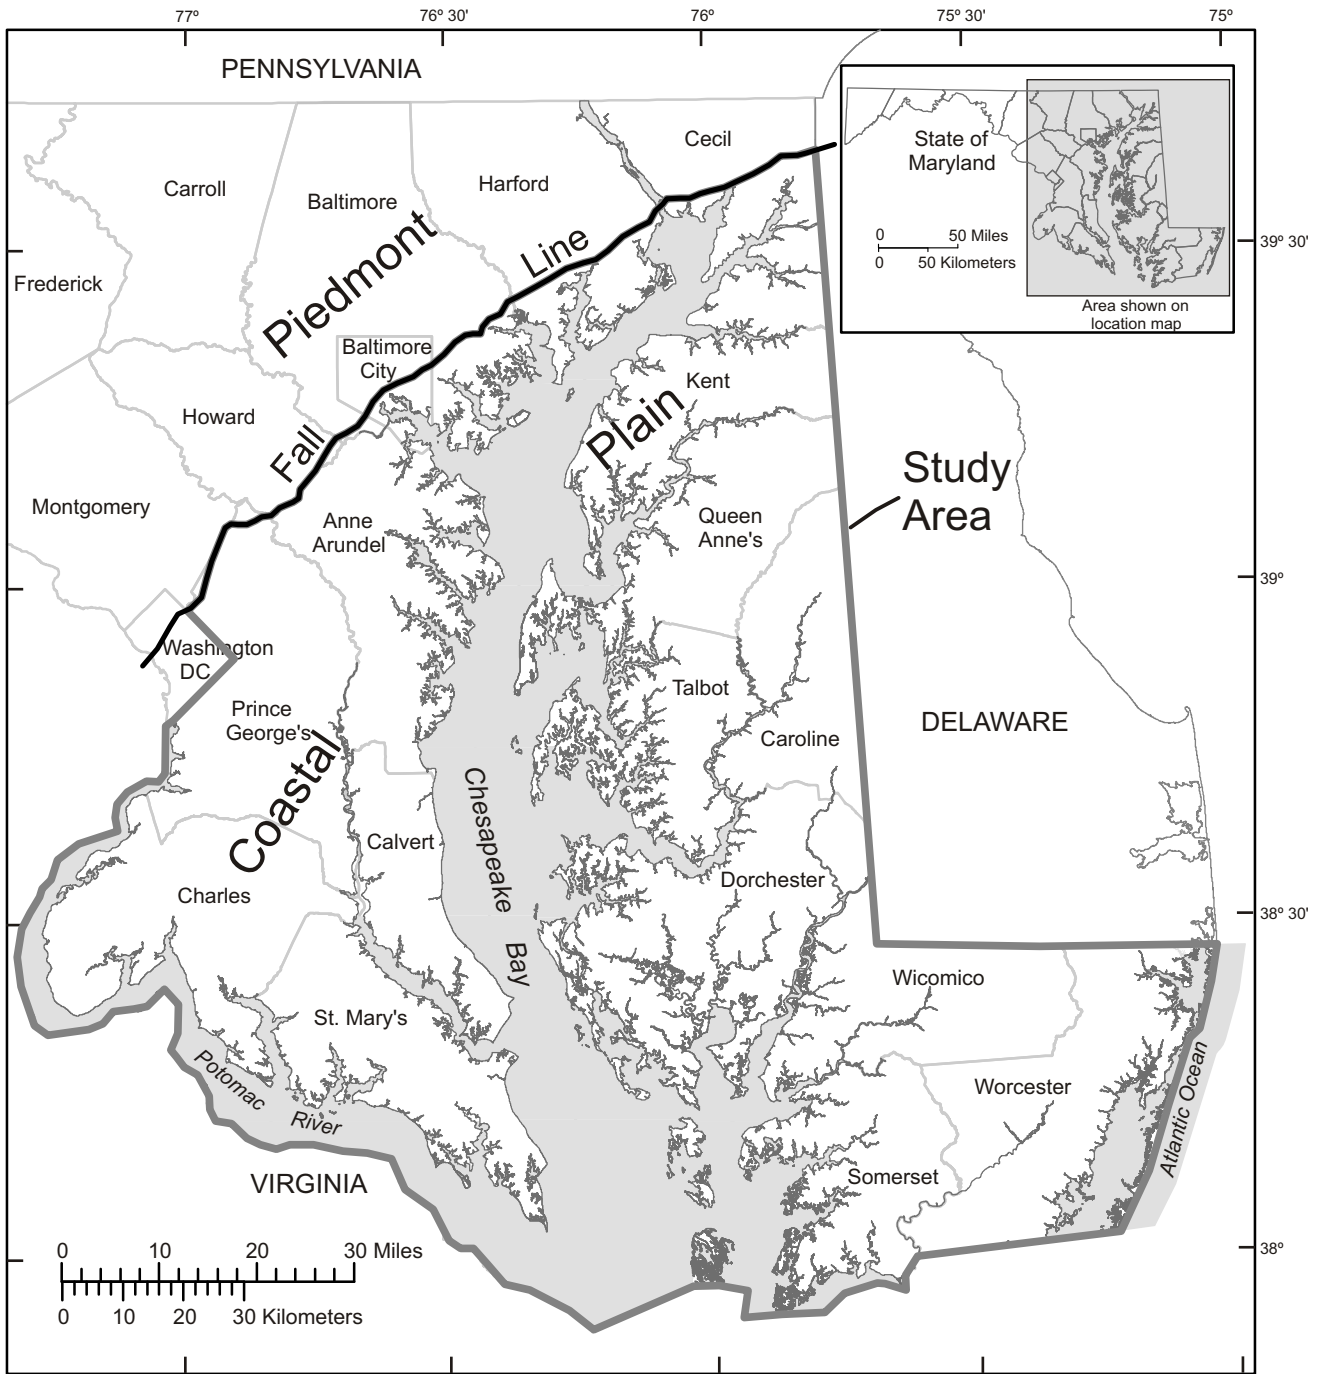 77º
76º 30'
76º
75º 30'
75º
PENNSYLVANIA
Cecil
State of
Maryland
Carroll
Baltimore
Harford
0
50 Miles
0
50 Kilometers
39º 30'
Line
Piedmont
Frederick
Area shown on
location map
Baltimore
City
Kent
Howard
Plain
Fall
Study
Area
Montgomery
Anne
Arundel
Queen
Anne's
39º
Washington
DC
Talbot
Prince
George's
DELAWARE
Caroline
Coastal
Chesapeake
Bay
Calvert
Dorchester
Charles
38º 30'
Wicomico
St. Mary's
Potomac
River
Worcester
Atlantic Ocean
Somerset
VIRGINIA
38º
0
10
20
30 Miles
0
10
20
30 Kilometers